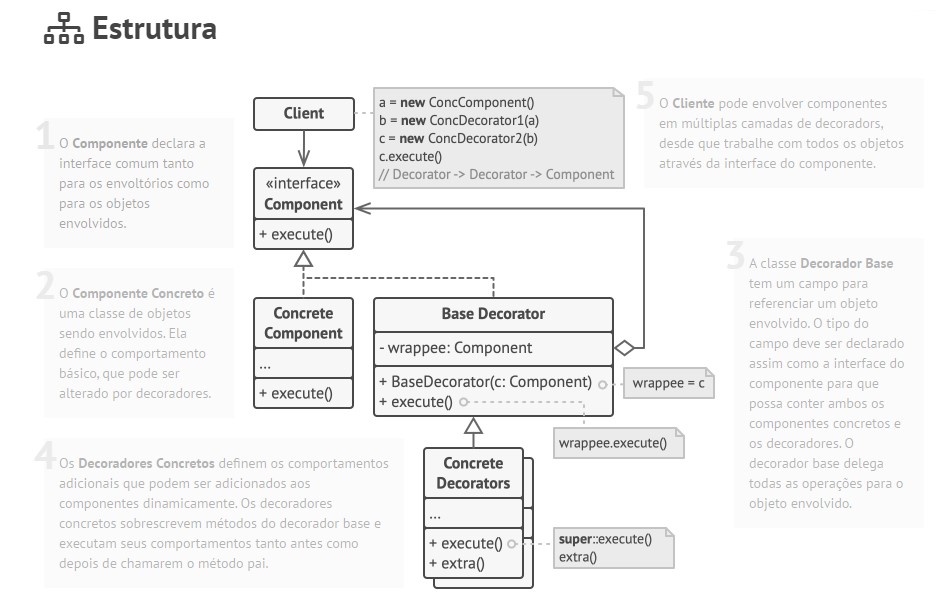 Estrutura
1
O Componente declara a
interface comum tanto
para os envoltórios como
para os objetos
envolvidos.
Client
a = new ConcComponent()
b = new ConcDecorator1(a)
c = new ConcDecorator2(b)
c.execute()
// Decorator -> Decorator -> Component
5
O Cliente pode envolver componentes
em múltiplas camadas de decoradors,
desde que trabalhe com todos os objetos
através da interface do componente.
«interface»
Component
+ execute()
2
O Componente Concreto é
uma classe de objetos
sendo envolvidos. Ela
define o comportamento
básico, que pode ser
alterado por decoradores.
Concrete
Component
...
+ execute()
Base Decorator
- wrappee: Component
+ BaseDecorator(c: Component)
+ execute()
wrappee = c
wrappee.execute()
3
A classe Decorador Base
tem um campo para
referenciar um objeto
envolvido. O tipo do
campo deve ser declarado
assim como a interface do
componente para que
possa conter ambos os
componentes concretos e
os decoradores. O
decorador base delega
todas as operações para o
objeto envolvido.
4
Os Decoradores Concretos definem os comportamentos
adicionais que podem ser adicionados aos
componentes dinamicamente. Os decoradores
concretos sobrescrevem métodos do decorador base e
executam seus comportamentos tanto antes como
depois de chamarem o método pai.
Concrete
Decorators
...
+ execute()
+ extra()
super::execute()
extra()